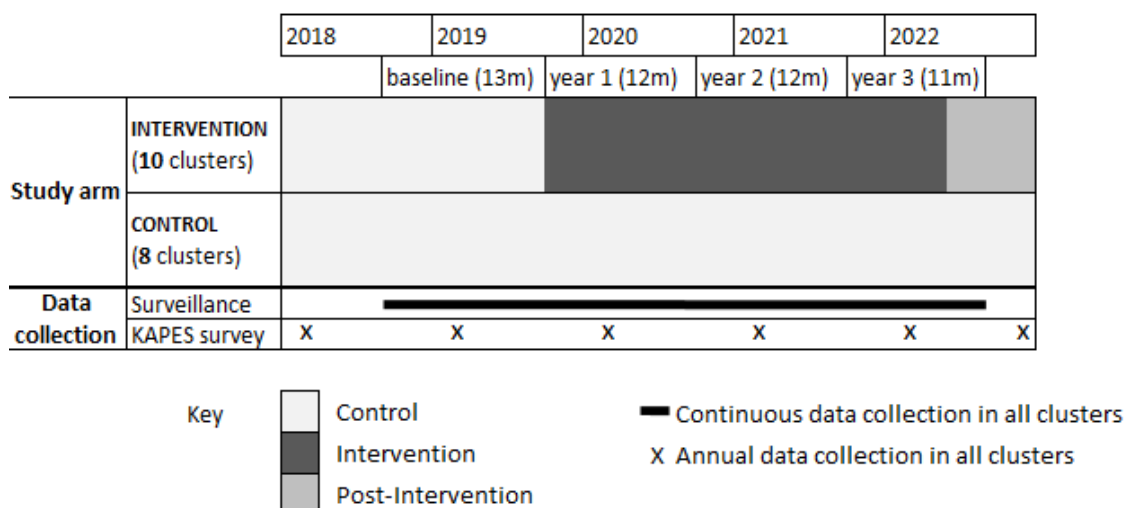 2018 2019 2020 2021 2022
baseline (13m) year 1 (12m) year 2 (12m) year 3 (11m)
Study arm
INTERVENTION
(10 clusters)
CONTROL
(8 clusters)
Data
collection
Surveillance
KAPES survey X X X X X X
Key
Control
Intervention
Post-Intervention
Continuous data collection in all clusters
X Annual data collection in all clusters